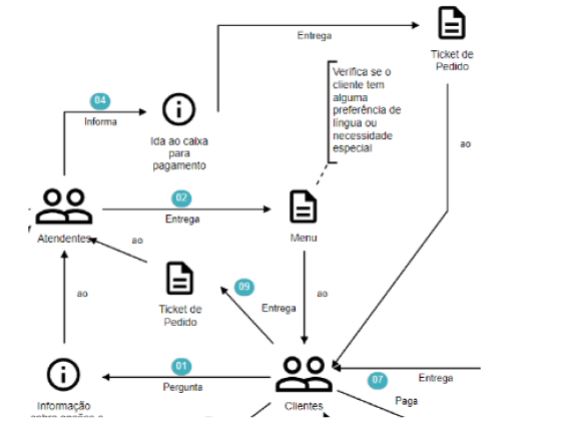 Entrega
Ticket de
Pedido
Verifica se o
cliente tem
alguma
preferência de
língua ou
necessidade
especial
04
Informa
Ida ao caixa
para
pagamento
ao
02
Entrega
Atendentes
Menu
ao
ao
Ticket de
Pedido
09
Entrega
ao
01
Pergunta
Informação
Clientes
07
Entrega
Paga